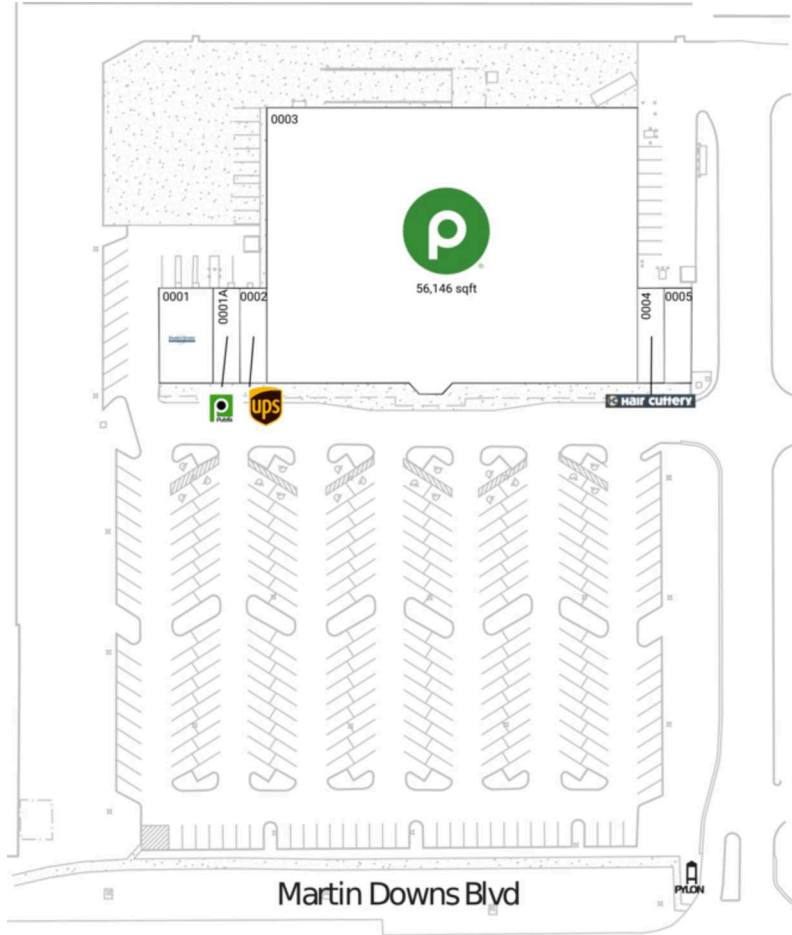 0003
56,146 sqft
0001
0001A
0002
0004
0005
Publix
ups
Hair Cuttery
Martin Downs Blvd
PYLON